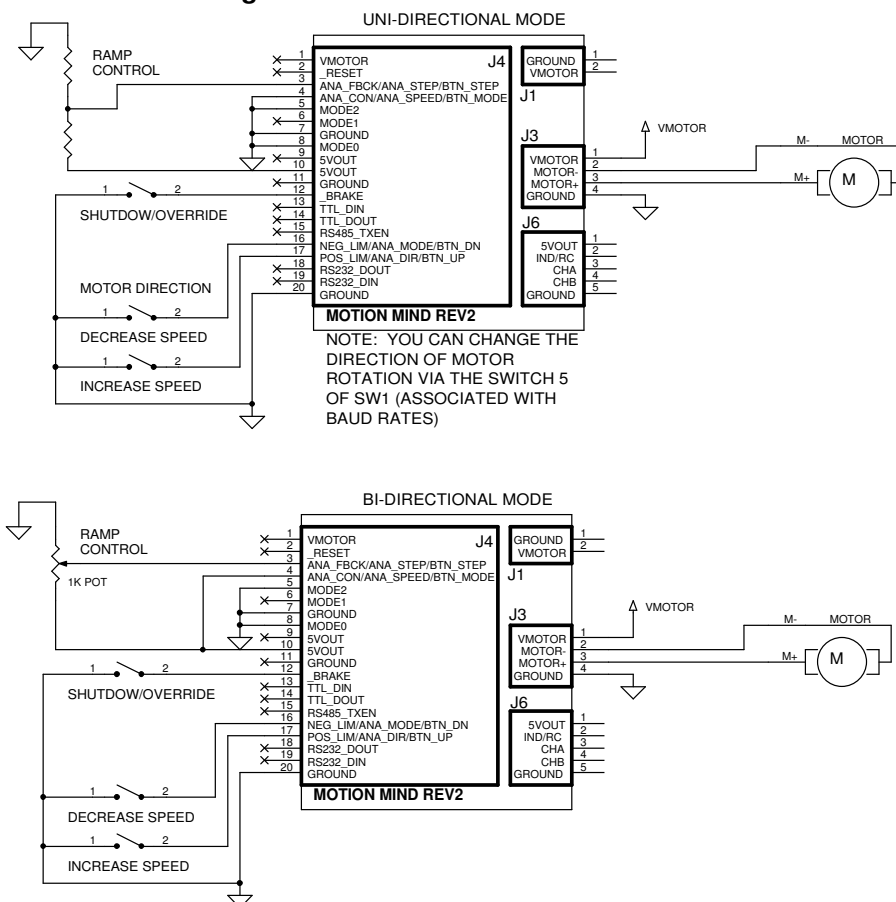 UNI-DIRECTIONAL MODE
RAMP
CONTROL
1 VMOTOR
2 _RESET
3 ANA_FBCK/ANA_STEP/BTN_STEP
4 ANA_CON/ANA_SPEED/BTN_MODE
5 MODE2
6 MODE1
7 GROUND
8 MODE0
9 5VOUT
10 5VOUT
11 GROUND
12 _BRAKE
13 TTL_DIN
14 TTL_DOUT
15 RS485_TXEN
16 NEG_LIM/ANA_MODE/BTN_DN
17 POS_LIM/ANA_DIR/BTN_UP
18 RS232_DOUT
19 RS232_DIN
20 GROUND
J4
GROUND 1
VMOTOR 2
J1
J3
VMOTOR 1
MOTOR- 2
MOTOR+ 3
GROUND 4
VMOTOR
M- MOTOR
M+ M
J6
5VOUT 1
IND/RC 2
CHA 3
CHB 4
GROUND 5
1 2
SHUTDOW/OVERRIDE
MOTOR DIRECTION
1 2
DECREASE SPEED
1 2
INCREASE SPEED
MOTION MIND REV2
NOTE: YOU CAN CHANGE THE
DIRECTION OF MOTOR
ROTATION VIA THE SWITCH 5
OF SW1 (ASSOCIATED WITH
BAUD RATES)
BI-DIRECTIONAL MODE
RAMP
CONTROL
1K POT
1 VMOTOR
2 _RESET
3 ANA_FBCK/ANA_STEP/BTN_STEP
4 ANA_CON/ANA_SPEED/BTN_MODE
5 MODE2
6 MODE1
7 GROUND
8 MODE0
9 5VOUT
10 5VOUT
11 GROUND
12 _BRAKE
13 TTL_DIN
14 TTL_DOUT
15 RS485_TXEN
16 NEG_LIM/ANA_MODE/BTN_DN
17 POS_LIM/ANA_DIR/BTN_UP
18 RS232_DOUT
19 RS232_DIN
20 GROUND
J4
GROUND 1
VMOTOR 2
J1
J3
VMOTOR 1
MOTOR- 2
MOTOR+ 3
GROUND 4
VMOTOR
M- MOTOR
M+ M
J6
5VOUT 1
IND/RC 2
CHA 3
CHB 4
GROUND 5
1 2
SHUTDOW/OVERRIDE
1 2
DECREASE SPEED
1 2
INCREASE SPEED
MOTION MIND REV2